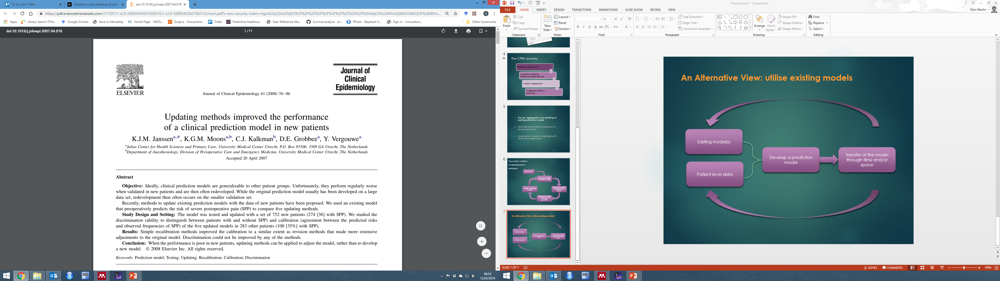 To-do List | Trello
Validation and updating of predi
doi:10.1016/j.jclinepi.2007.04.018
https://pdf.sciencedirectassets.com/271297/1-s2.0-S0895435607X02610/1-s2.0-S0895435607002132/main.pdf?x-amz-security-token=AgoJb3JpZ2luX2VjEO%2F%2F%2F%2F%2F%2F%2F%2F%2F%2FwEaCXVzLWVhc3QtMSJGMEQCIF%2B4EHc...
Apps
Library Search (The...
Google Scholar
Save to Mendeley
Home Page - MEDL...
Scopus - Document...
Trello
Predictive Healthca...
Stan Reference Ma...
Survival analysis - st...
RPubs - Bayesian S...
Sign in - Innovation...
Other bookmarks
doi:10.1016/j.jclinepi.2007.04.018
1 / 11
ELSEVIER
Journal of Clinical Epidemiology 61 (2008) 76–86
Journal of
Clinical
Epidemiology
Updating methods improved the performance
of a clinical prediction model in new patients
K.J.M. Janssen a,*, K.G.M. Moons a,b, C.J. Kalkman b, D.E. Grobbee a, Y. Vergouwe a
a Julius Center for Health Sciences and Primary Care, University Medical Center Utrecht, P.O. Box 85500, 3508 GA Utrecht, The Netherlands
b Department of Anesthesiology, Division of Perioperative Care and Emergency Medicine, University Medical Center Utrecht, The Netherlands
Accepted 20 April 2007
Abstract
Objective: Ideally, clinical prediction models are generalizable to other patient groups. Unfortunately, they perform regularly worse
when validated in new patients and are then often redeveloped. While the original prediction model usually has been developed on a large
data set, redevelopment then often occurs on the smaller validation set.
Recently, methods to update existing prediction models with the data of new patients have been proposed. We used an existing model
that preoperatively predicts the risk of severe postoperative pain (SPP) to compare five updating methods.
Study Design and Setting: The model was tested and updated with a set of 752 new patients (274 [36] with SPP). We studied the
discrimination (ability to distinguish between patients with and without SPP) and calibration (agreement between the predicted risks
and observed frequencies of SPP) of the five updated models in 283 other patients (100 [35%] with SPP).
Results: Simple recalibration methods improved the calibration to a similar extent as revision methods that made more extensive
adjustments to the original model. Discrimination could not be improved by any of the methods.
Conclusion: When the performance is poor in new patients, updating methods can be applied to adjust the model, rather than to develop
a new model. © 2008 Elsevier Inc. All rights reserved.
Keywords: Prediction model; Testing; Updating; Recalibration; Calibration; Discrimination
08:54
15/05/2019
Presentation1 - PowerPoint
FILE HOME INSERT DESIGN TRANSITIONS ANIMATIONS SLIDE SHOW REVIEW VIEW
Glen Martin
Paste
Cut
Copy
Format Painter
Clipboard
New
Slide
Layout
Reset
Section
Slides
24
Font
Text Direction
Align Text
Convert to SmartArt
Paragraph
Arrange
Quick
Styles
Shape Fill
Shape Outline
Shape Effects
Drawing
Find
Replace
Select
Editing
4
The CPM Journey
Model Development
Validation/ Testing
Predictive Performance
Impact Assessment
Implement CPM in
practice
5
1. The use, aggregation and updating of
existing prediction models
2. Learning Health Systems approach to
clinical prediction
3. Longitudinal models & challenges with
informative observation
6
The current workflow
of development is
inefficient
7
An Alternative View: utilise existing models
An Alternative View: utilise existing models
Existing model(s)
Patient level data
Develop a prediction
model
Transfer of the model
through time and/or
space
SLIDE 7 OF 7
NOTES
COMMENTS
100%